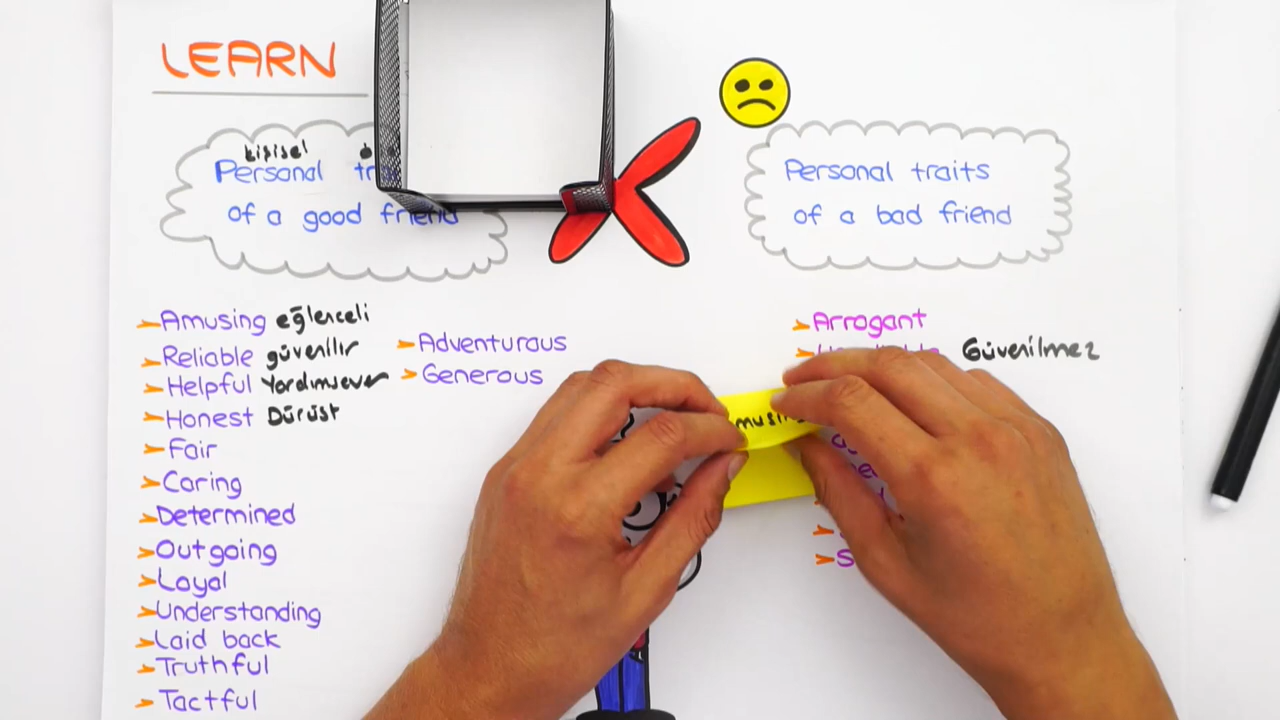 LEARN
kişisel
Personal
of a good friend
Personal traits
of a bad friend
Amusing eğlenceli
Reliable güvenilir
Helpful Yardımsever
Honest Dürüst
Fair
Caring
Determined
Outgoing
Loyal
Understanding
Laid back
Truthful
Tactful
Adventurous
Generous
Arrogant
Güvenilmez